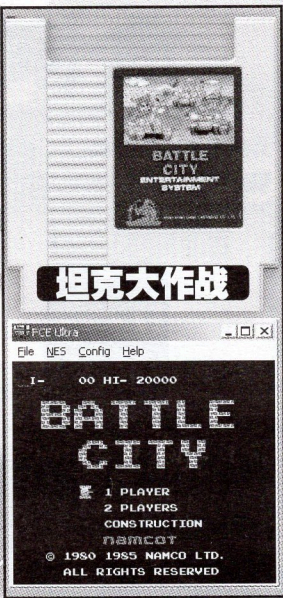 BATTLE
CITY
ENTERTAINMENT
SYSTEM
坦克大作战
FCE Ultra
File NES Config Help
I- 00 HI- 20000
BATTLE
CITY
1 PLAYER
2 PLAYERS
CONSTRUCTION
namcot
© 1980 1985 NAMCO LTD.
ALL RIGHTS RESERVED